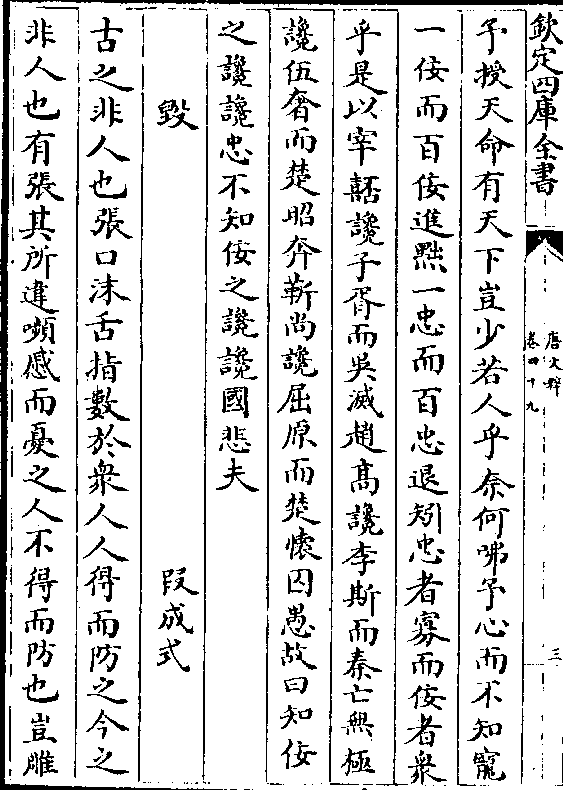 欽定四庫全書
唐文粹
卷四十九
三
予授天命有天下豈少若人乎奈何咈予心而不知寵
一佞而百佞進黜一忠而百忠退矧忠者寡而佞者衆
乎是以宰嚭讒子胥而吳滅趙髙讒李斯而秦亡無極
讒伍奢而楚昭奔靳尚讒屈原而楚懷囚愚故曰知佞
之讒讒忠不知佞之讒讒國悲夫
毀
段成式
古之非人也張口沫舌指數於衆人人得而防之今之
非人也有張其所違嚬慼而憂之人不得而防也豈雕